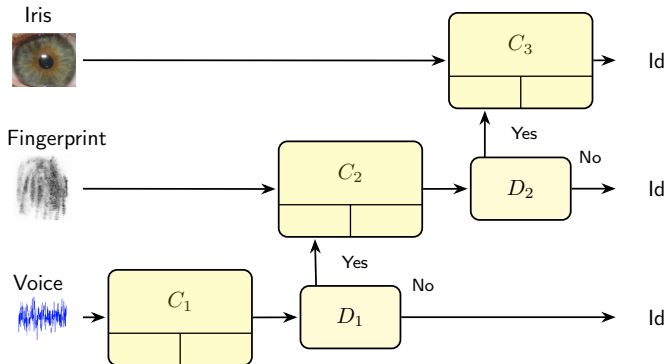 Iris
C3
Id
Yes
Fingerprint
No
C2
D2
Id
Yes
Voice
No
C1
D1
Id